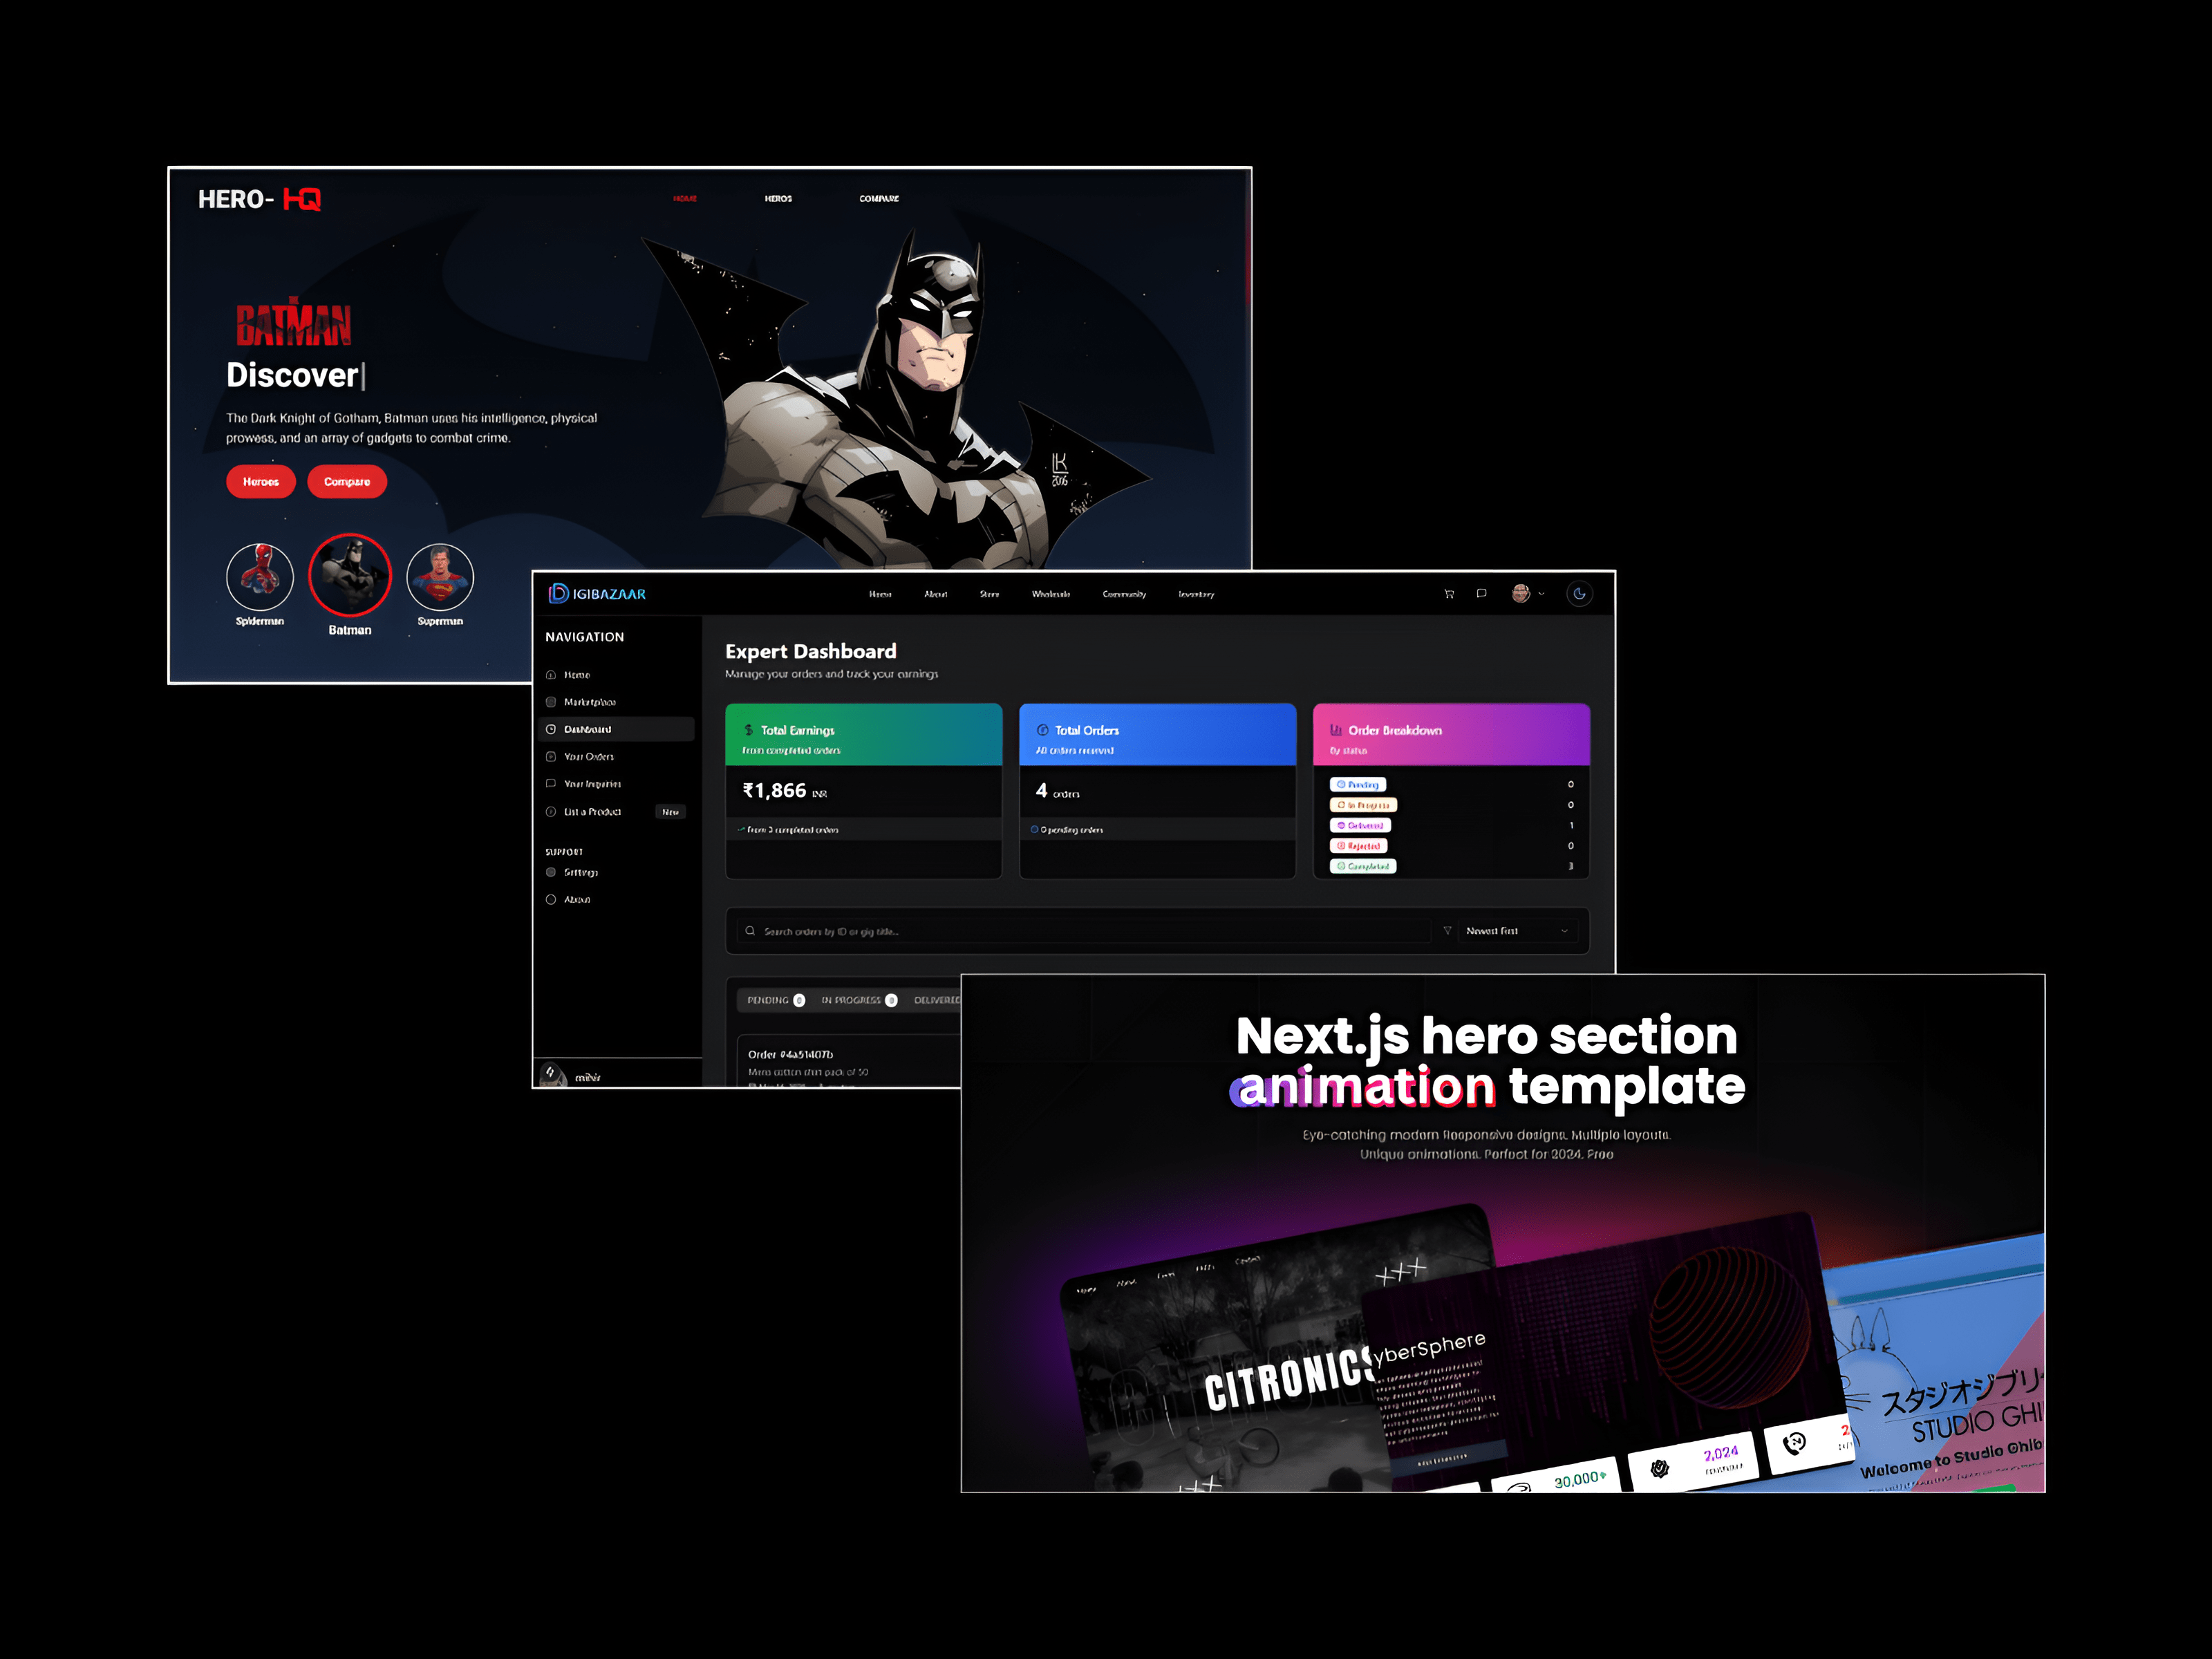 HERO- HQ
HOME
HEROS
COMPARE
BATMAN
Discover
The Dark Knight of Gotham, Batman uses his intelligence, physical
prowess, and an array of gadgets to combat crime.
Heroes
Compare
Spiderman
Batman
Superman
LK
2016
DIGIBAZAAR
Home
About
Store
Wholesale
Community
Inventory
NAVIGATION
Home
Marketplace
Dashboard
Your Orders
Your Inquiries
List a Product
New
SUPPORT
Settings
About
Expert Dashboard
Manage your orders and track your earnings
Total Earnings
From completed orders
₹1,866 INR
From 3 completed orders
Total Orders
All orders received
4 orders
0 pending orders
Order Breakdown
By status
Pending 0
In Progress 0
Delivered 1
Rejected 0
Completed 3
Search orders by ID or gig title...
Newest First
PENDING 0 IN PROGRESS 0 DELIVERED
Order #4a51407b
Mens cotton shirt pack of 50
Next.js hero section
animation template
Eye-catching modern Responsive designs. Multiple layouts.
Unique animations. Perfect for 2024. Free
Contact
CITRONICS
yberSphere
30,000+
2,024
2
スタジオジブリ
STUDIO GHI
Welcome to Studio Ghib